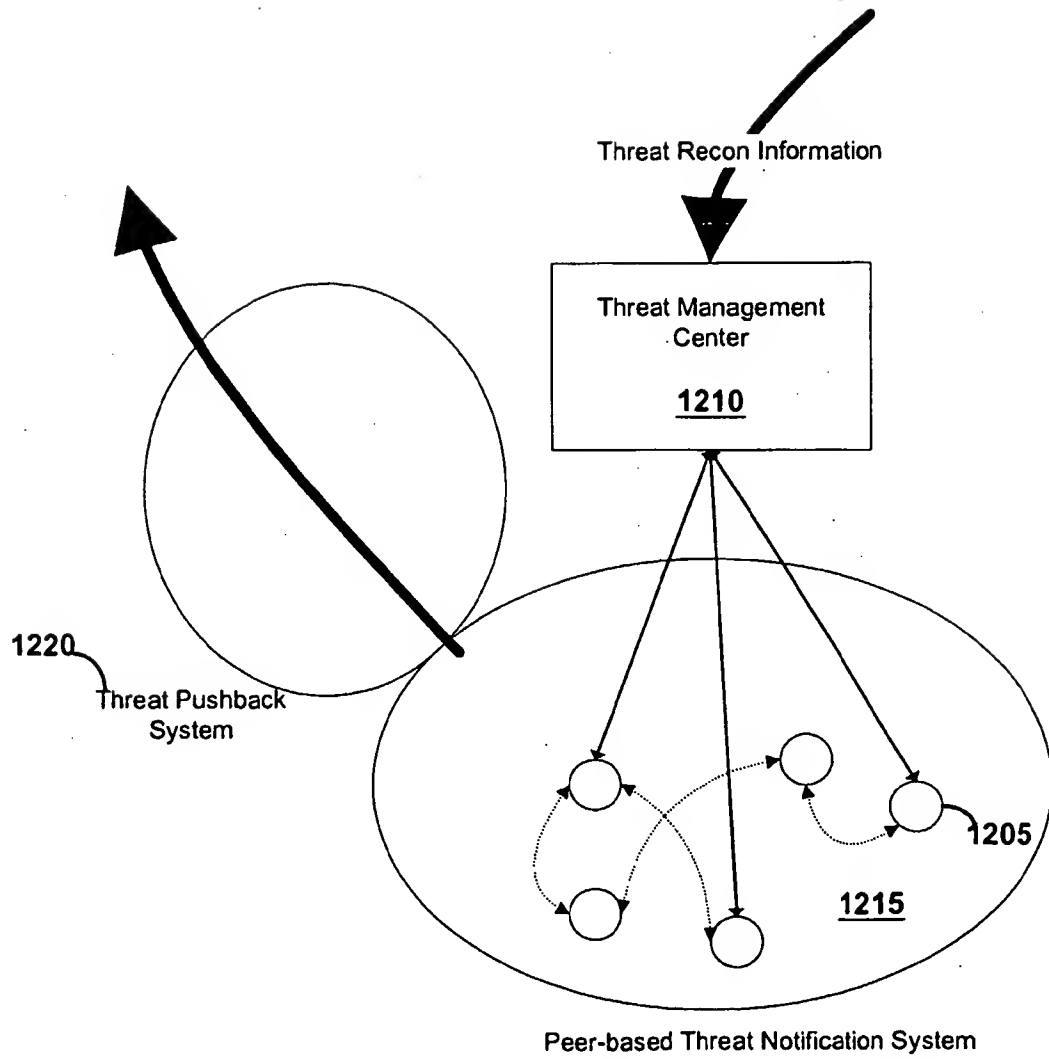 Threat Recon Information
Threat Management
Center
1210
1220
Threat Pushback
System
1205
1215
Peer-based Threat Notification System